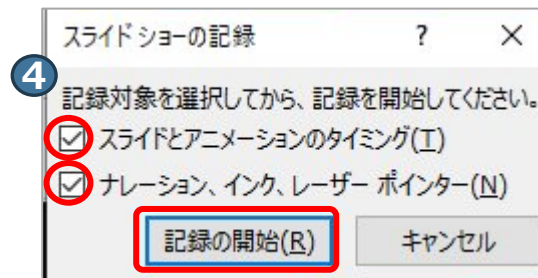 スライド ショーの記録 ? ×
4
記録対象を選択してから、記録を開始してください。
スライドとアニメーションのタイミング(T)
ナレーション、インク、レーザー ポインター(N)
記録の開始(R) キャンセル